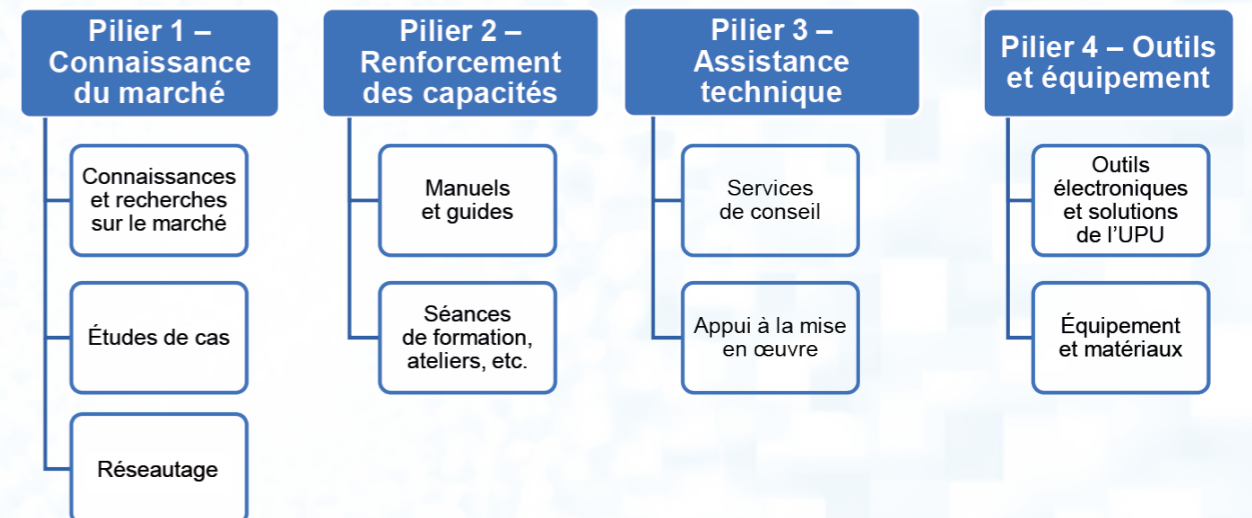 Pilier 1 –
Connaissance
du marché
Connaissances
et recherches
sur le marché
Études de cas
Réseautage
Pilier 2 –
Renforcement
des capacités
Manuels
et guides
Séances
de formation,
ateliers, etc.
Pilier 3 –
Assistance
technique
Services
de conseil
Appui à la mise
en œuvre
Pilier 4 – Outils
et équipement
Outils
électroniques
et solutions
de l’UPU
Équipement
et matériaux